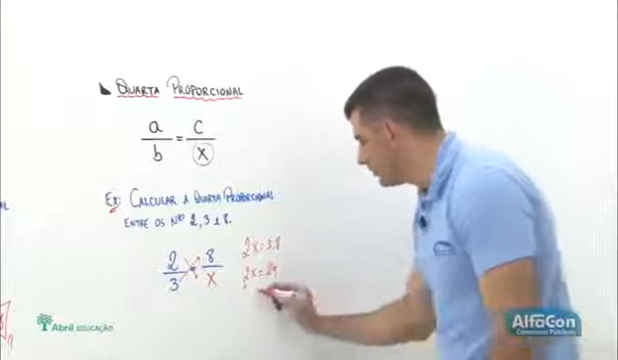 QUARTA PROPORCIONAL
a/b = c/x
Ex: CALCULAR A QUARTA PROPORCIONAL
ENTRE OS Nos 2, 3 e 8.
2/3 = 8/x
2x=3.8
2x=24
Abril EDUCAÇÃO
AlfaCon
Concursos Públicos